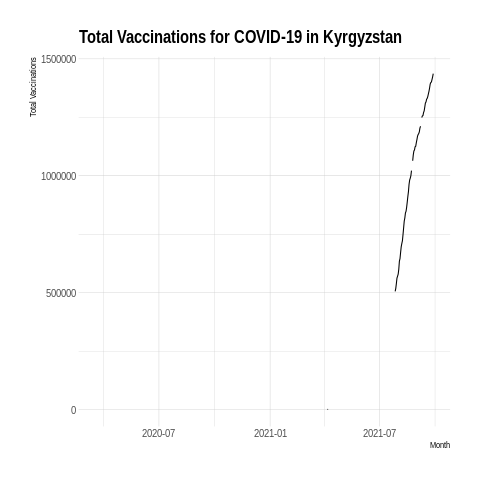 Total Vaccinations for COVID-19 in Kyrgyzstan
Total Vaccinations
1500000
1000000
500000
0
2020-07 2021-01 2021-07
Month